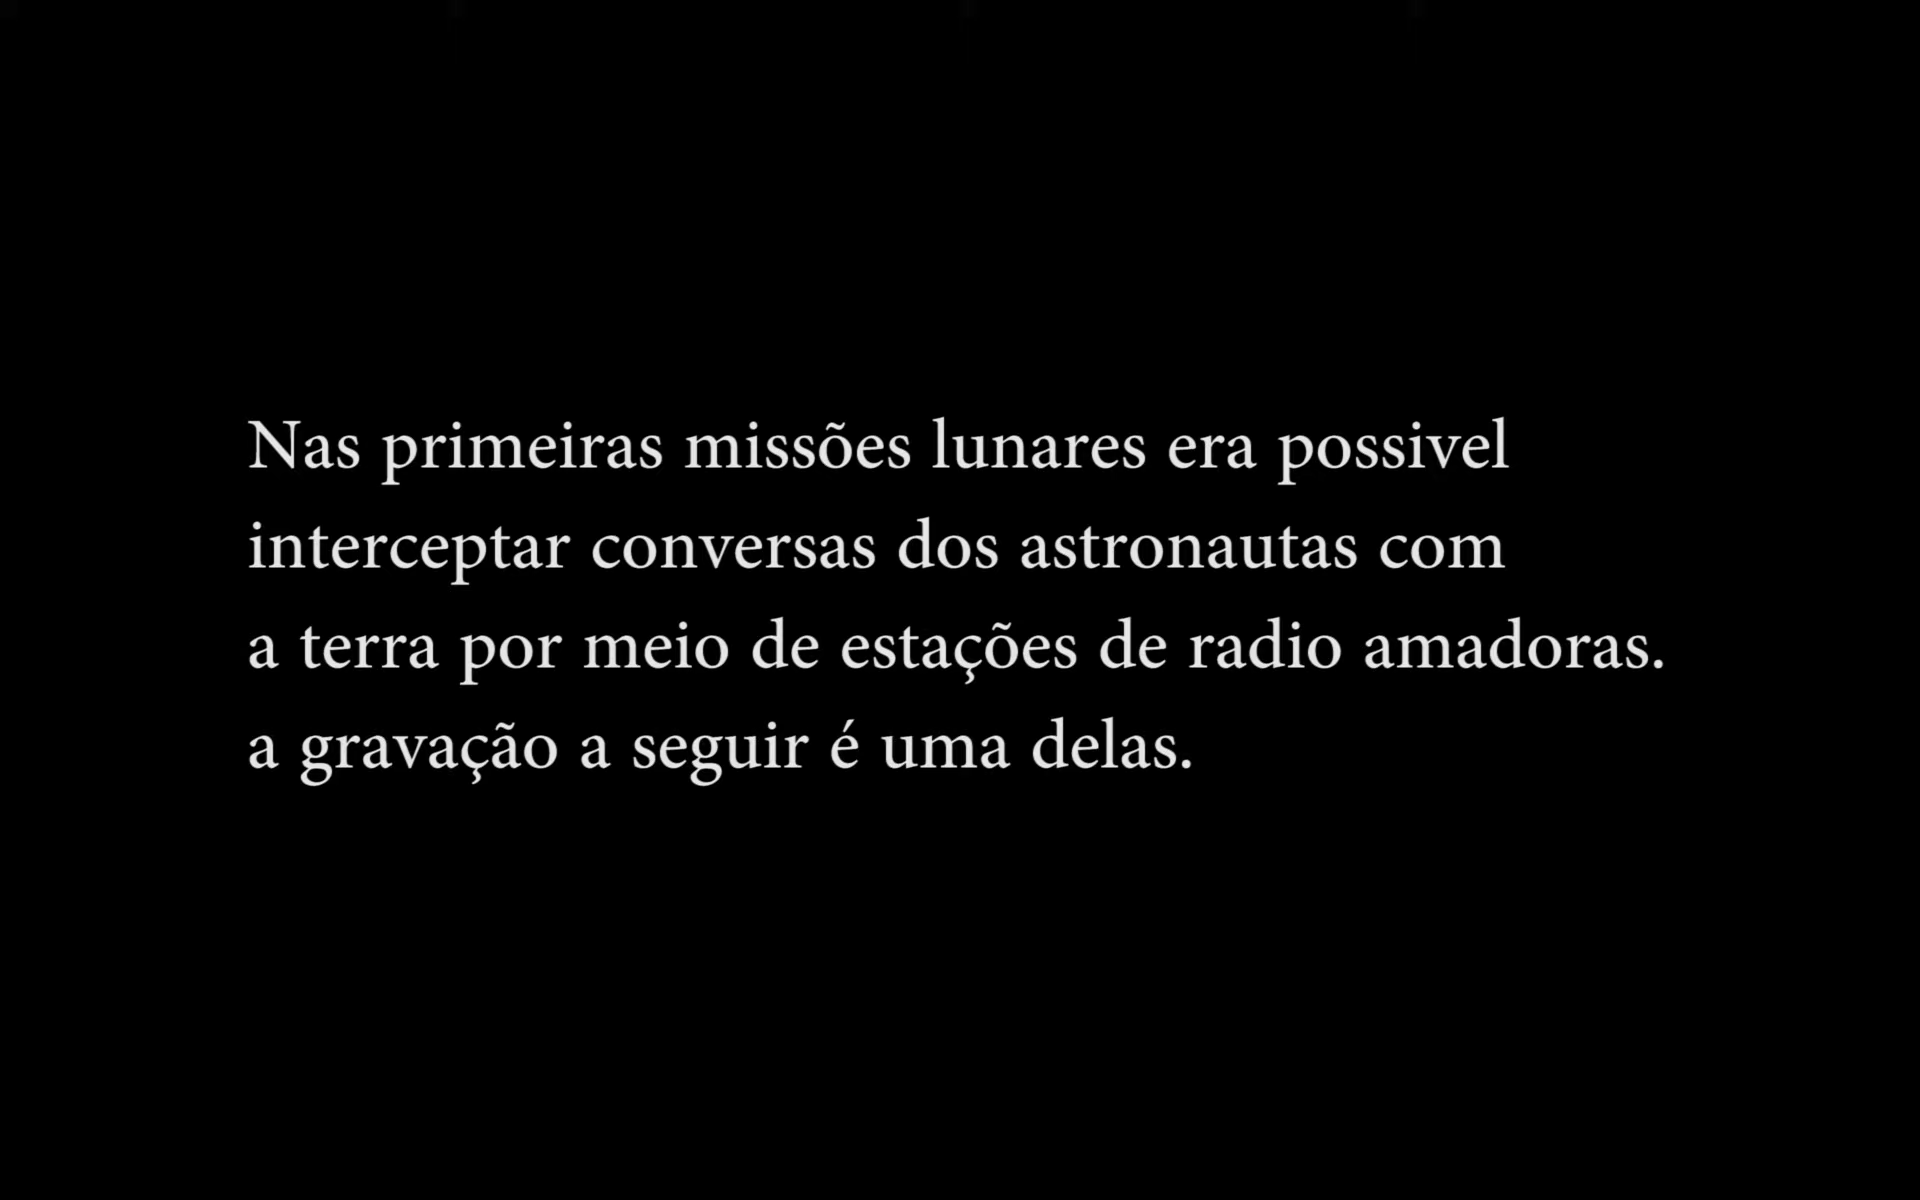 Nas primeiras missões lunares era possivel
interceptar conversas dos astronautas com
a terra por meio de estações de radio amadoras.
a gravação a seguir é uma delas.